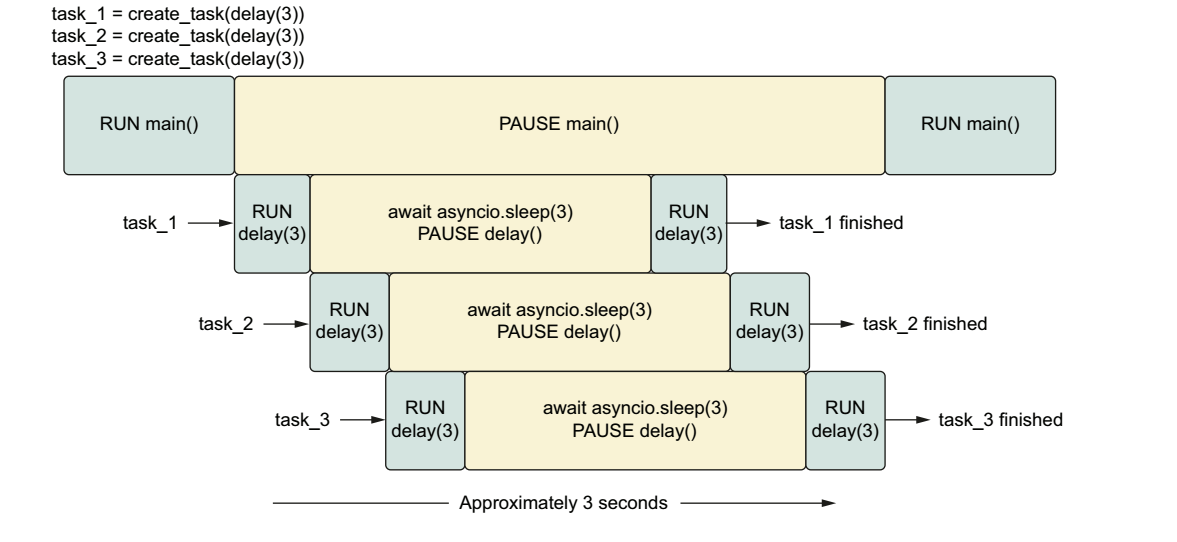 task_1 = create_task(delay(3))
task_2 = create_task(delay(3))
task_3 = create_task(delay(3))
RUN main()
PAUSE main()
RUN main()
task_1
RUN
delay(3)
await asyncio.sleep(3)
PAUSE delay()
RUN
delay(3)
task_1 finished
task_2
RUN
delay(3)
await asyncio.sleep(3)
PAUSE delay()
RUN
delay(3)
task_2 finished
task_3
RUN
delay(3)
await asyncio.sleep(3)
PAUSE delay()
RUN
delay(3)
task_3 finished
Approximately 3 seconds